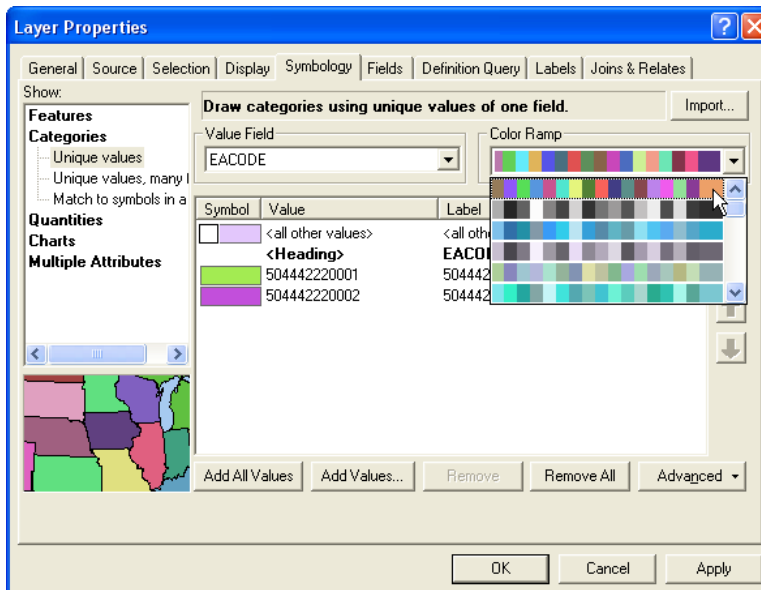 Layer Properties
General Source Selection Display Symbology Fields Definition Query Labels Joins & Relates
Show:
Features
Categories
Unique values
Unique values, many
Match to symbols in a
Quantities
Charts
Multiple Attributes
Draw categories using unique values of one field.
Import...
Value Field
EACODE
Color Ramp
Symbol Value Label
<all other values> <all oth
<Heading> EACO
504442220001 504442
504442220002 504442
Add All Values Add Values... Remove Remove All Advanced
OK Cancel Apply